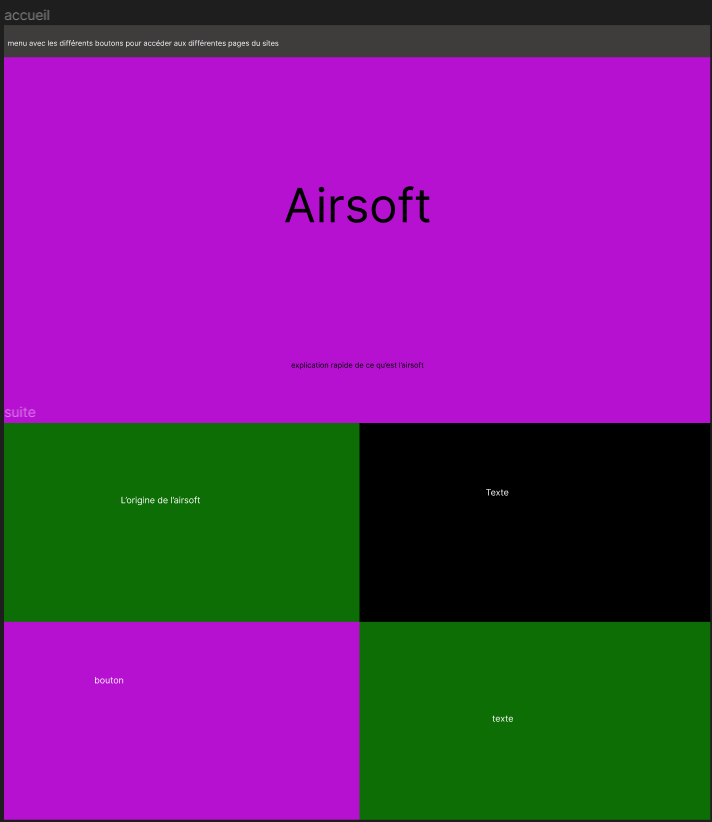 accueil
menu avec les différents boutons pour accéder aux différentes pages du sites
Airsoft
explication rapide de ce qu'est l'airsoft
suite
L'origine de l'airsoft
Texte
bouton
texte